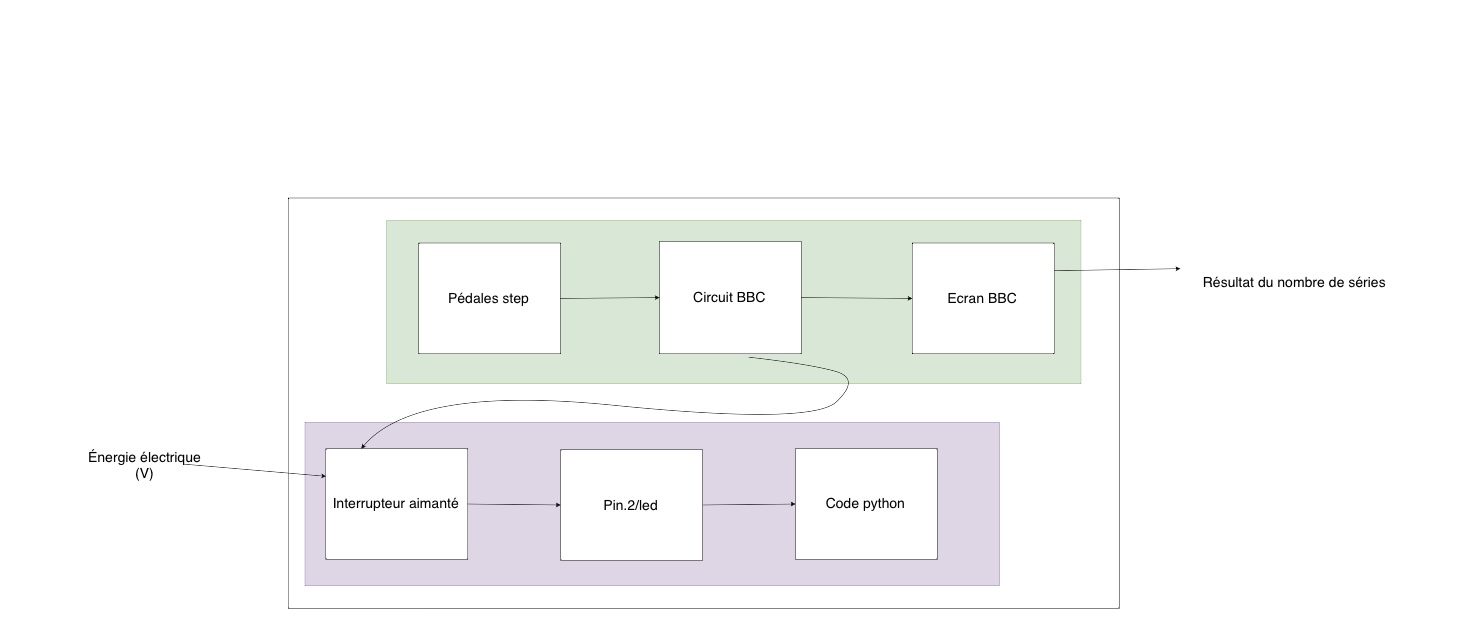 Pédales step
Circuit BBC
Ecran BBC
Résultat du nombre de séries
Énergie électrique
(V)
Interrupteur aimanté
Pin.2/led
Code python